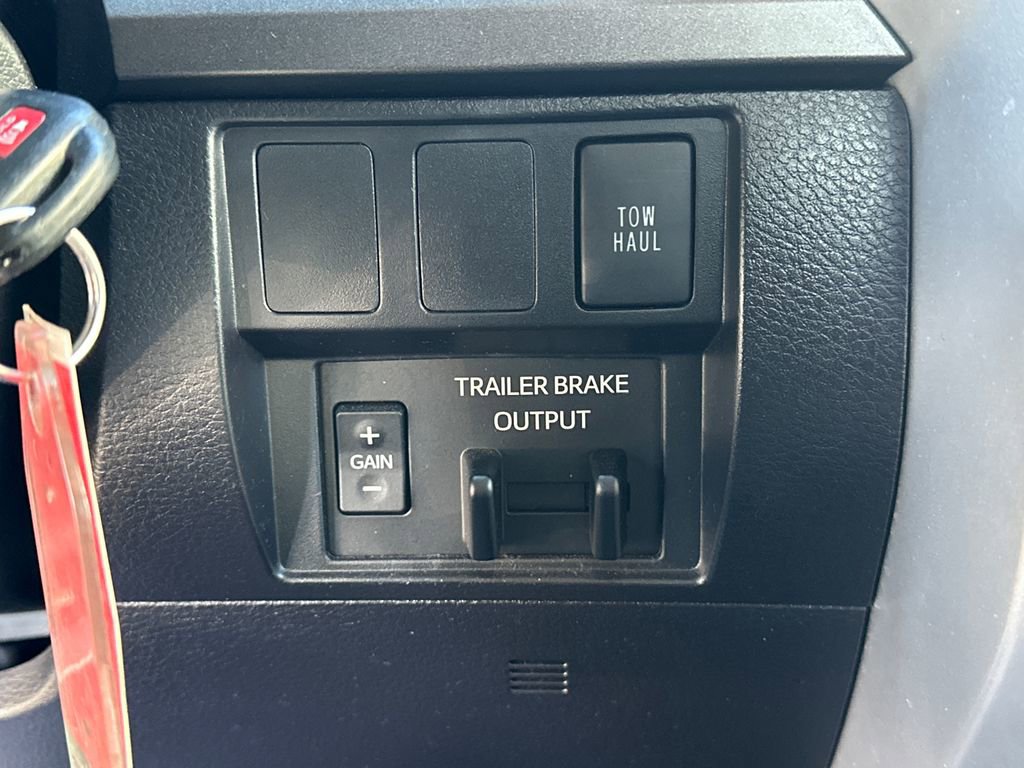 TOW
HAUL
TRAILER BRAKE
OUTPUT
+
GAIN
−